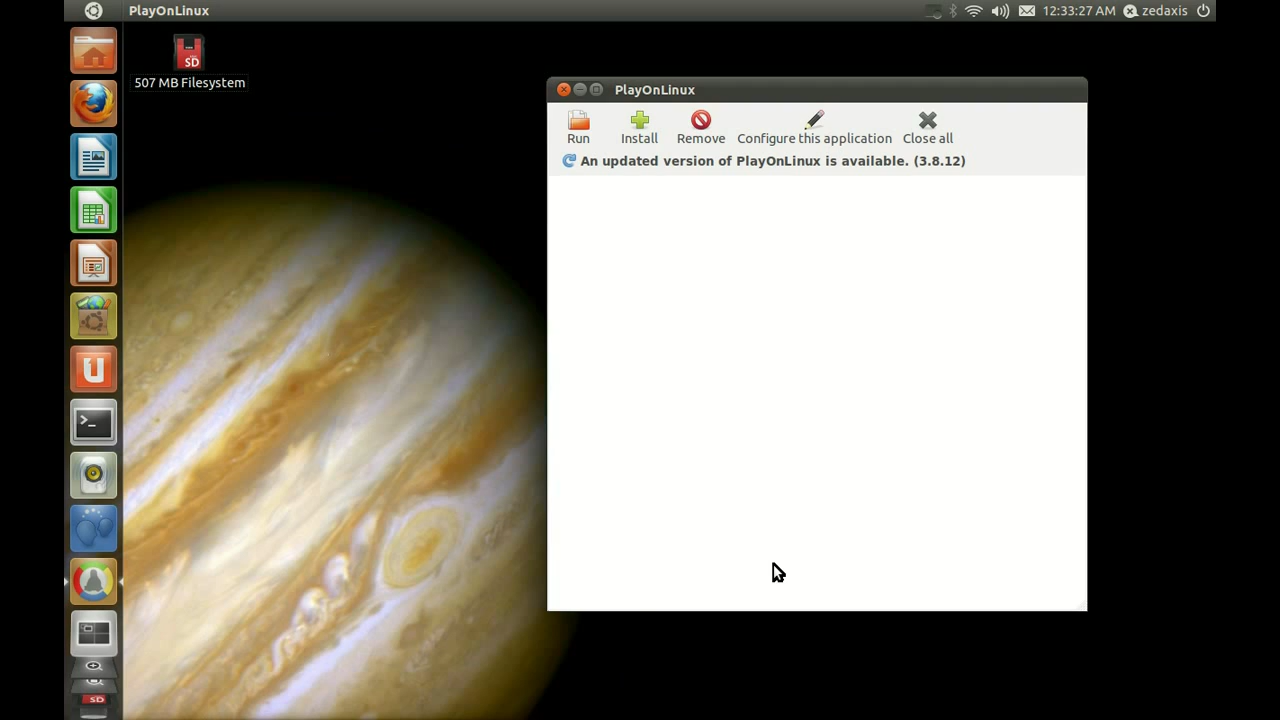 PlayOnLinux
12:33:27 AM zedaxis
SD
507 MB Filesystem
PlayOnLinux
Run Install Remove Configure this application Close all
An updated version of PlayOnLinux is available. (3.8.12)
U
>_
SD